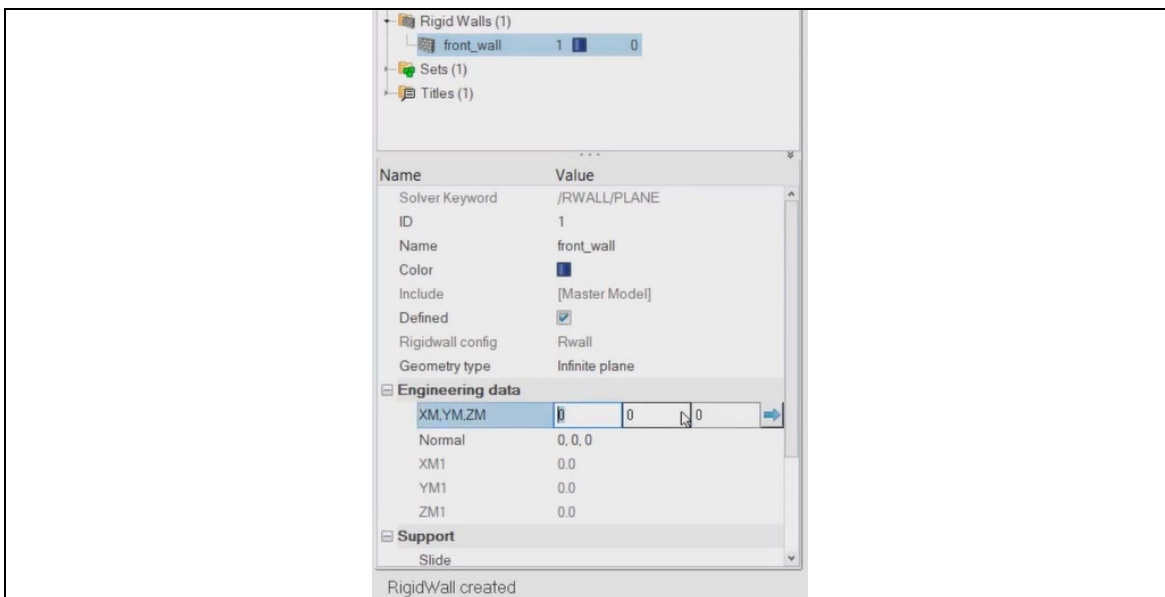 Rigid Walls (1)
front_wall 1 0
Sets (1)
Titles (1)
Name Value
Solver Keyword /RWALL/PLANE
ID 1
Name front_wall
Color
Include [Master Model]
Defined
Rigidwall config Rwall
Geometry type Infinite plane
Engineering data
XM,YM,ZM 0 0 0
Normal 0, 0, 0
XM1 0.0
YM1 0.0
ZM1 0.0
Support
Slide
RigidWall created